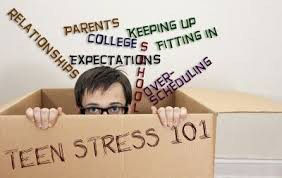 RELATIONSHIPS
PARENTS
COLLEGE
EXPECTATIONS
SCHOOL
KEEPING UP
FITTING IN
OVER-
SCHEDULING
TEEN STRESS 101